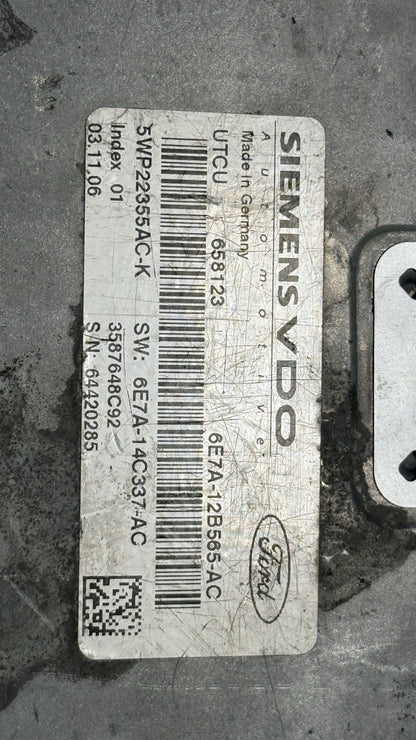 SIEMENS VDO
Automotive
Made in Germany
Ford
UTCU 658123 6E7A-12B565-AC
5WP22355AC-K SW: 6E7A-14C337-AC
Index 01 3587648C92
03.11.06 S/N: 64420285